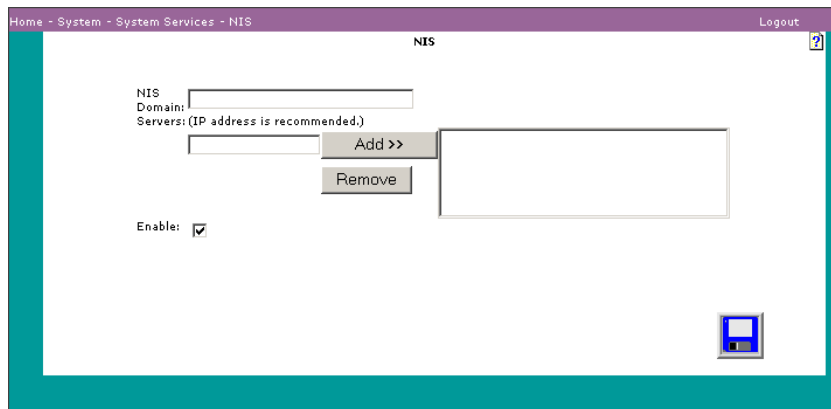 Home - System - System Services - NIS Logout
NIS
?
NIS
Domain:
Servers: (IP address is recommended.)
Add >>
Remove
Enable: